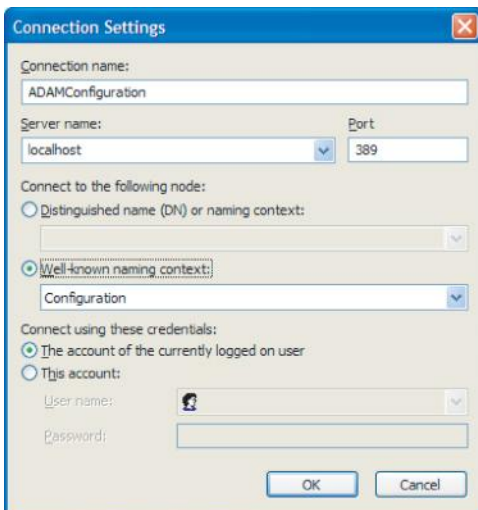 Connection Settings
Connection name:
ADAMConfiguration
Server name: Port
localhost 389
Connect to the following node:
Distinguished name (DN) or naming context:
Well-known naming context:
Configuration
Connect using these credentials:
The account of the currently logged on user
This account:
User name:
Password:
OK Cancel